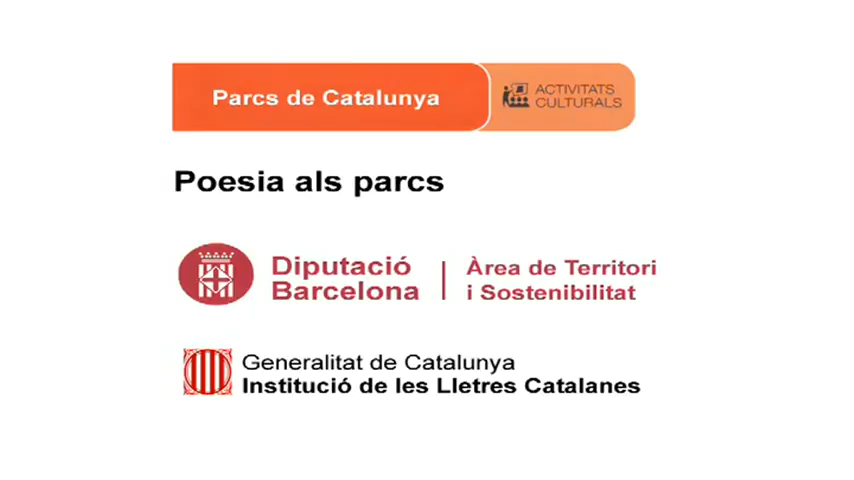 Parcs de Catalunya
ACTIVITATS
CULTURALS
Poesia als parcs
Diputació
Barcelona
Àrea de Territori
i Sostenibilitat
Generalitat de Catalunya
Institució de les Lletres Catalanes